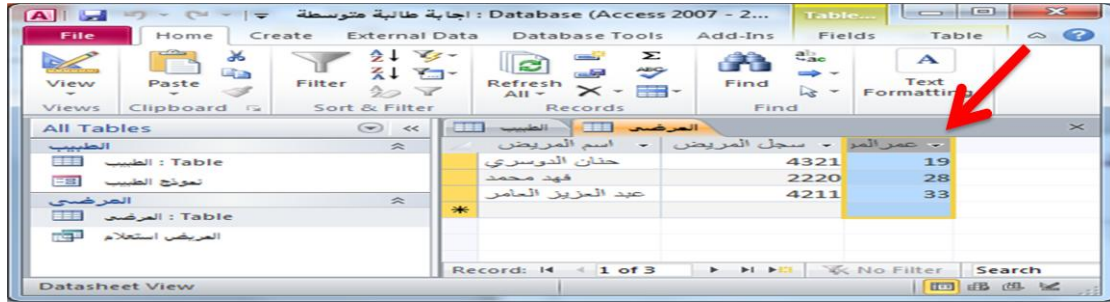 اجابة طالبة متوسطة : Database (Access 2007 - 2... Table...
File Home Create External Data Database Tools Add-Ins Fields Table
View Paste Filter Refresh All Find Text Formatting
Views Clipboard Sort & Filter Records Find
All Tables
الطبيب
الطبيب : Table
نموذج الطبيب
المرضى
المرضى : Table
المريض استعلام
الطبيب المرضى
اسم المريض سجل المريض عمر المر
حنان الدوسري 4321 19
فهد محمد 2220 28
عبد العزيز العامر 4211 33
Record: 1 of 3 No Filter Search
Datasheet View